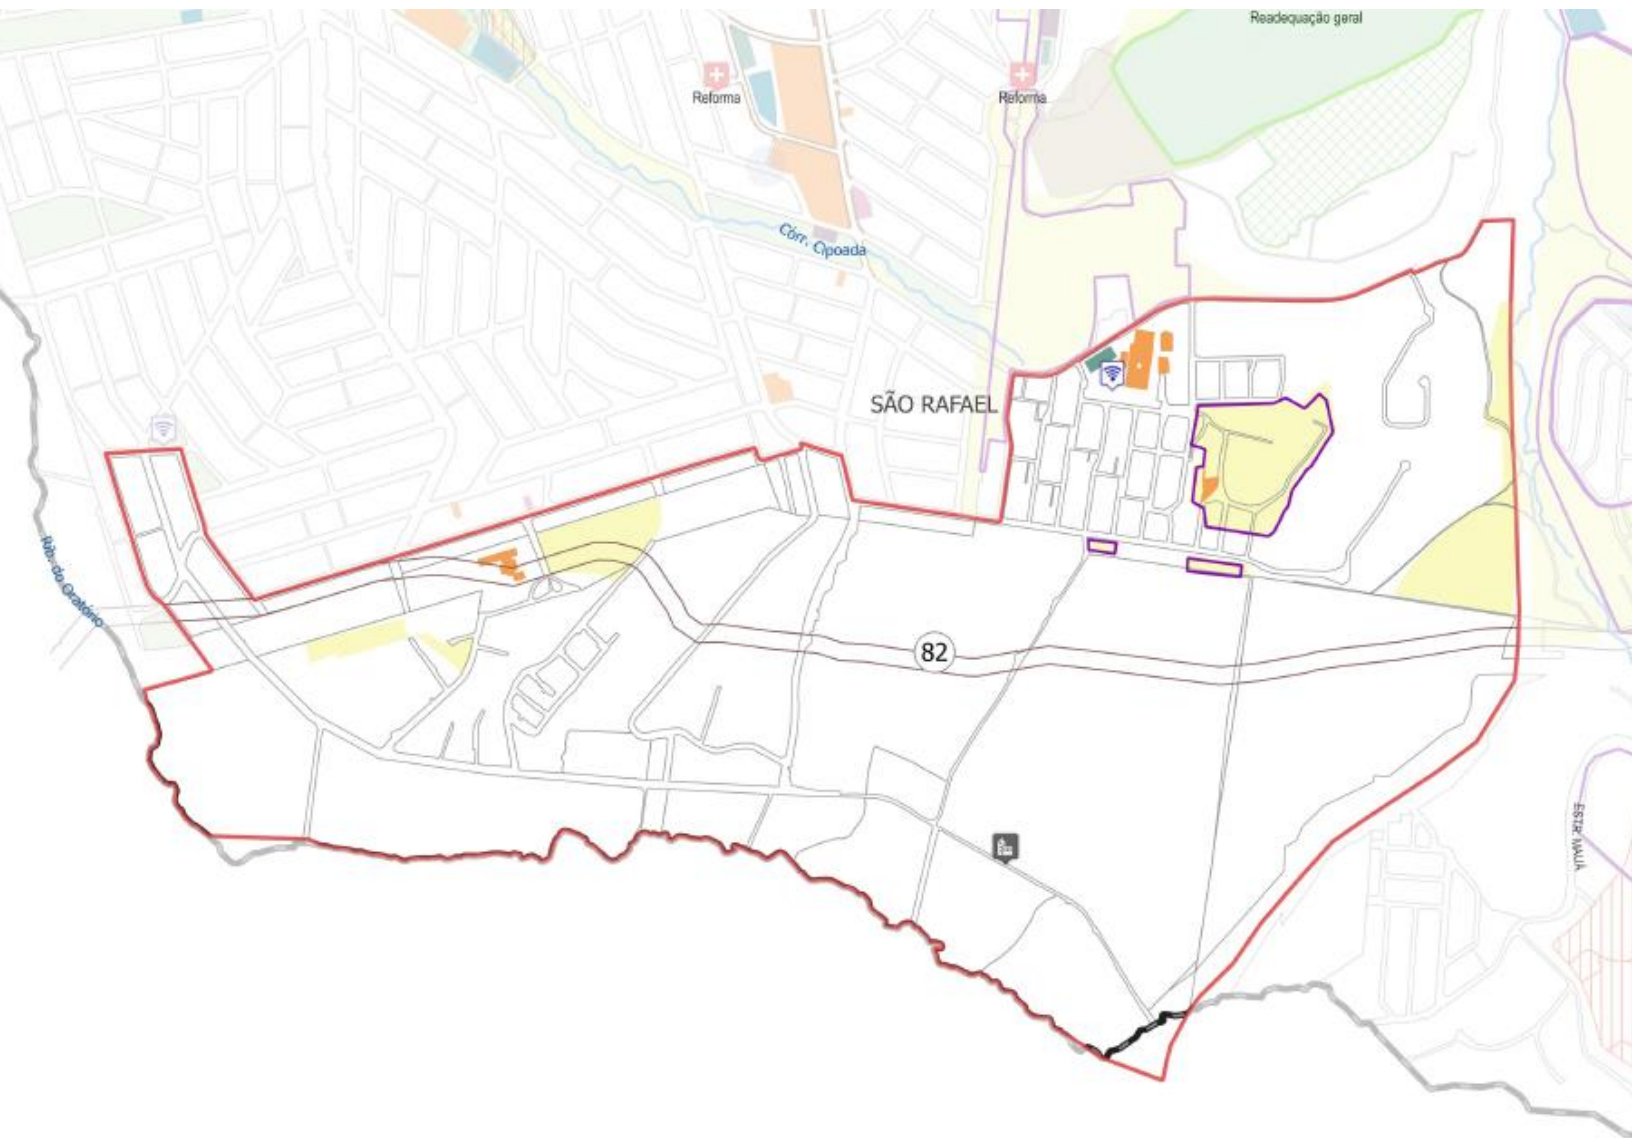 Readequação geral
Reforma
Reforma
Córr. Cipoada
SÃO RAFAEL
Rib. do Oratório
82
ESTR. MAUÁ